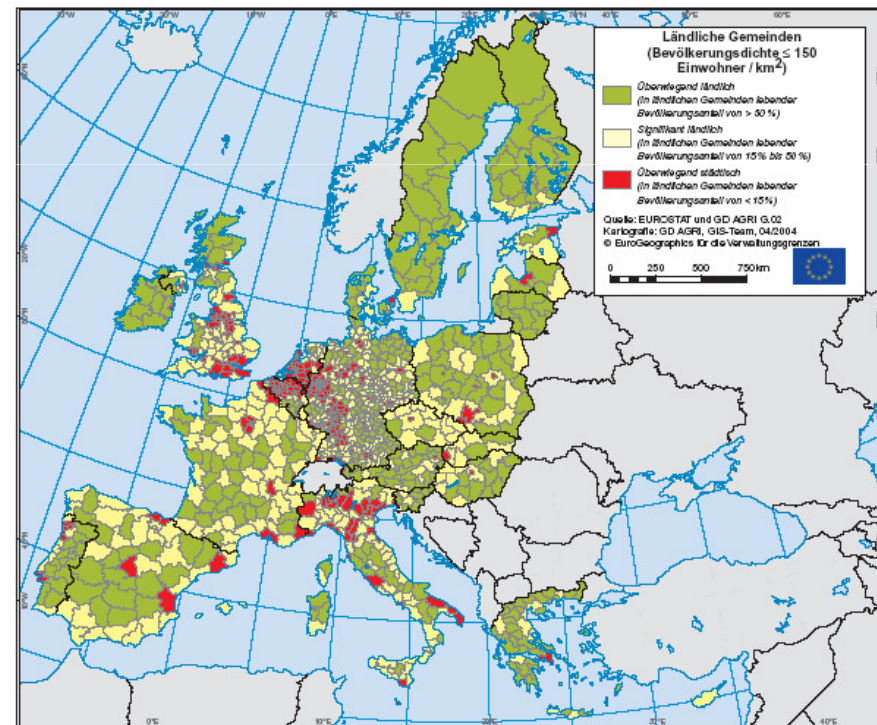 Ländliche Gemeinden
(Bevölkerungsdichte ≤ 150
Einwohner / km²)
Überwiegend ländlich
(in ländlichen Gemeinden lebender
Bevölkerungsanteil von > 50 %)
Signifikant ländlich
(in ländlichen Gemeinden lebender
Bevölkerungsanteil von 15% bis 50 %)
Überwiegend städtisch
(in ländlichen Gemeinden lebender
Bevölkerungsanteil von < 15%)
Quelle: EUROSTAT und GD AGRI G.02
Kartografie: GD AGRI, GIS-Team, 04/2004
© EuroGeographics für die Verwaltungsgrenzen
0 250 500 750 km
0°E 10°E